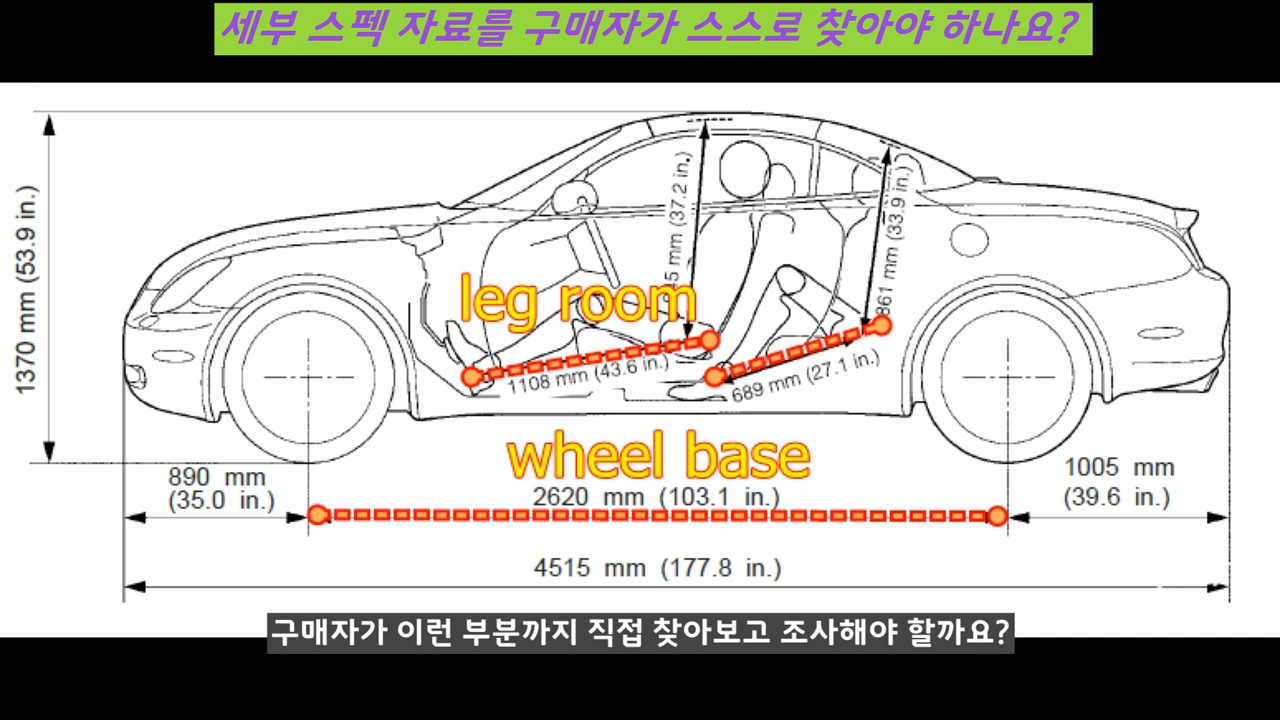 세부 스펙 자료를 구매자가 스스로 찾아야 하나요?
1370 mm (53.9 in.)
mm (37.2 in.)
861 mm (33.9 in.)
leg room
1108 mm (43.6 in.)
689 mm (27.1 in.)
wheel base
890 mm
(35.0 in.)
2620 mm (103.1 in.)
1005 mm
(39.6 in.)
4515 mm (177.8 in.)
구매자가 이런 부분까지 직접 찾아보고 조사해야 할까요?